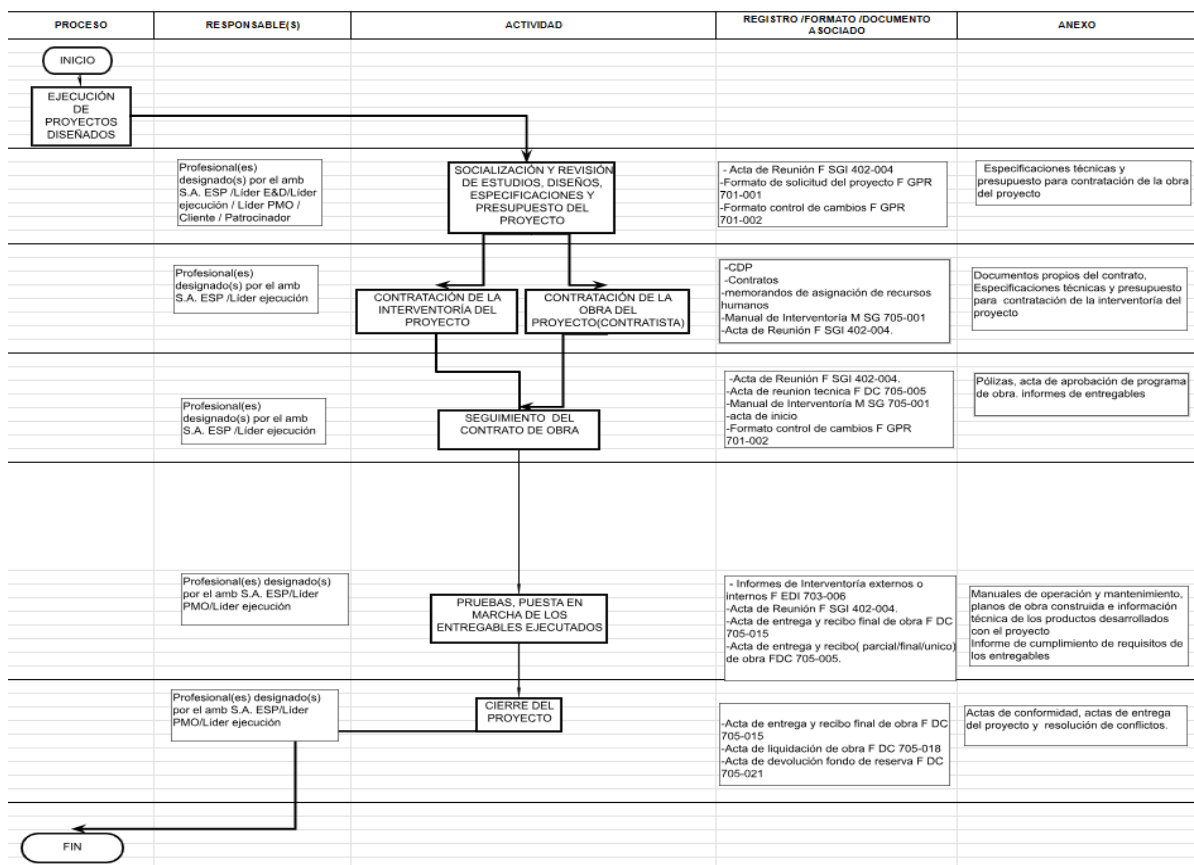 PROCESO
RESPONSABLE(S)
ACTIVIDAD
REGISTRO /FORMATO /DOCUMENTO
ASOCIADO
ANEXO
INICIO
EJECUCIÓN
DE
PROYECTOS
DISEÑADOS
Profesional(es)
designado(s) por el amb
S.A. ESP /Líder E&D/Líder
ejecución / Líder PMO /
Cliente / Patrocinador
SOCIALIZACIÓN Y REVISIÓN
DE ESTUDIOS, DISEÑOS,
ESPECIFICACIONES Y
PRESUPUESTO DEL
PROYECTO
- Acta de Reunión F SGI 402-004
-Formato de solicitud del proyecto F GPR
701-001
-Formato control de cambios F GPR
701-002
Especificaciones técnicas y
presupuesto para contratación de la obra
del proyecto
Profesional(es)
designado(s) por el amb
S.A. ESP /Líder ejecución
CONTRATACIÓN DE LA
INTERVENTORÍA DEL
PROYECTO
CONTRATACIÓN DE LA
OBRA DEL
PROYECTO(CONTRATISTA)
-CDP
-Contratos
-memorandos de asignación de recursos
humanos
-Manual de Interventoría M SG 705-001
-Acta de Reunión F SGI 402-004.
Documentos propios del contrato,
Especificaciones técnicas y presupuesto
para contratación de la interventoría del
proyecto
Profesional(es)
designado(s) por el amb
S.A. ESP /Líder ejecución
SEGUIMIENTO DEL
CONTRATO DE OBRA
-Acta de Reunión F SGI 402-004.
-Acta de reunion tecnica F DC 705-005
-Manual de Interventoría M SG 705-001
-acta de inicio
-Formato control de cambios F GPR
701-002
Pólizas, acta de aprobación de programa
de obra. informes de entregables
Profesional(es) designado(s)
por el amb S.A. ESP/Líder
PMO/Líder ejecución
PRUEBAS, PUESTA EN
MARCHA DE LOS
ENTREGABLES EJECUTADOS
- Informes de Interventoría externos o
internos F EDI 703-006
-Acta de Reunión F SGI 402-004.
-Acta de entrega y recibo final de obra F DC
705-015
-Acta de entrega y recibo( parcial/final/unico)
de obra FDC 705-005.
Manuales de operación y mantenimiento,
planos de obra construida e información
técnica de los productos desarrollados
con el proyecto
Informe de cumplimiento de requisitos de
los entregables
Profesional(es) designado(s)
por el amb S.A. ESP/Líder
PMO/Líder ejecución
CIERRE DEL
PROYECTO
-Acta de entrega y recibo final de obra F DC
705-015
-Acta de liquidación de obra F DC 705-018
-Acta de devolución fondo de reserva F DC
705-021
Actas de conformidad, actas de entrega
del proyecto y resolución de conflictos.
FIN